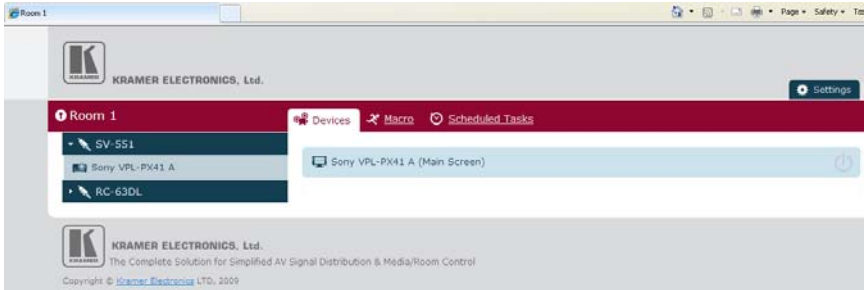 Room 1
Page Safety
KRAMER
KRAMER ELECTRONICS, Ltd.
Settings
Room 1
Devices Macro Scheduled Tasks
SV-551
Sony VPL-PX41 A
Sony VPL-PX41 A (Main Screen)
RC-63DL
KRAMER
KRAMER ELECTRONICS, Ltd.
The Complete Solution for Simplified AV Signal Distribution & Media/Room Control
Copyright © Kramer Electronics LTD, 2009